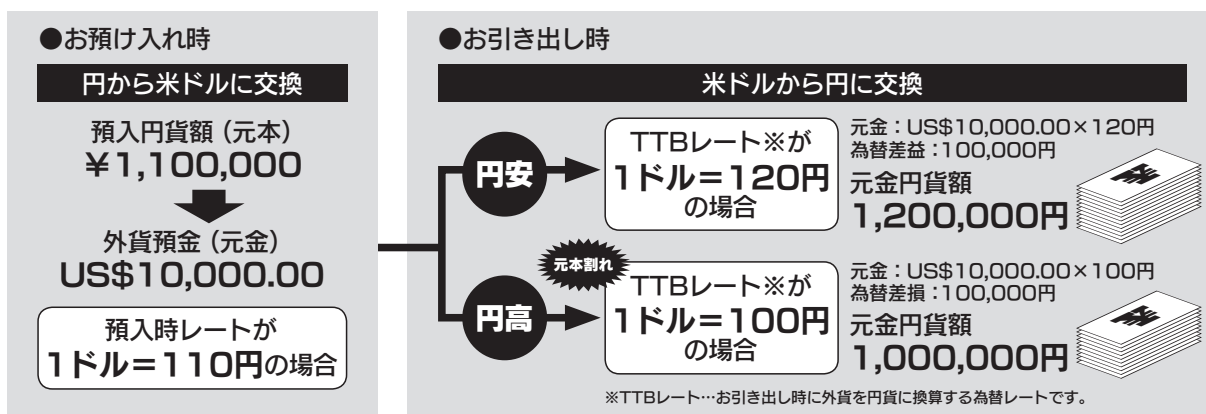 ●お預け入れ時
円から米ドルに交換
預入円貨額（元本）
￥1,100,000
外貨預金（元金）
US$10,000.00
預入時レートが
1ドル＝110円の場合
●お引き出し時
米ドルから円に交換
円安
TTBレート※が
1ドル＝120円
の場合
元金：US$10,000.00×120円
為替差益：100,000円
元金円貨額
1,200,000円
元本割れ
円高
TTBレート※が
1ドル＝100円
の場合
元金：US$10,000.00×100円
為替差損：100,000円
元金円貨額
1,000,000円
※TTBレート…お引き出し時に外貨を円貨に換算する為替レートです。